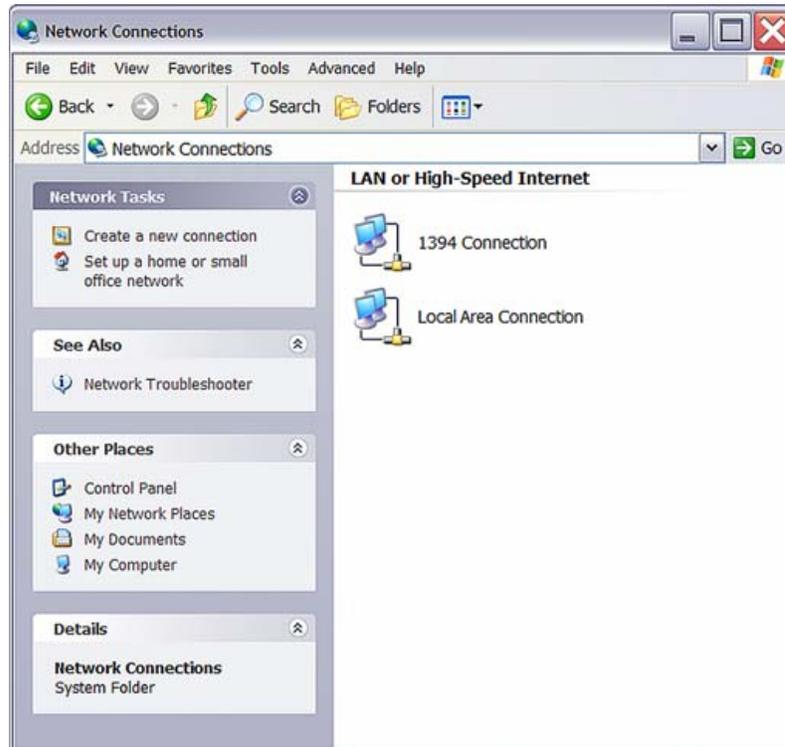 Network Connections
File Edit View Favorites Tools Advanced Help
Back Search Folders
Address Network Connections Go
Network Tasks
Create a new connection
Set up a home or small
office network
See Also
Network Troubleshooter
Other Places
Control Panel
My Network Places
My Documents
My Computer
Details
Network Connections
System Folder
LAN or High-Speed Internet
1394 Connection
Local Area Connection